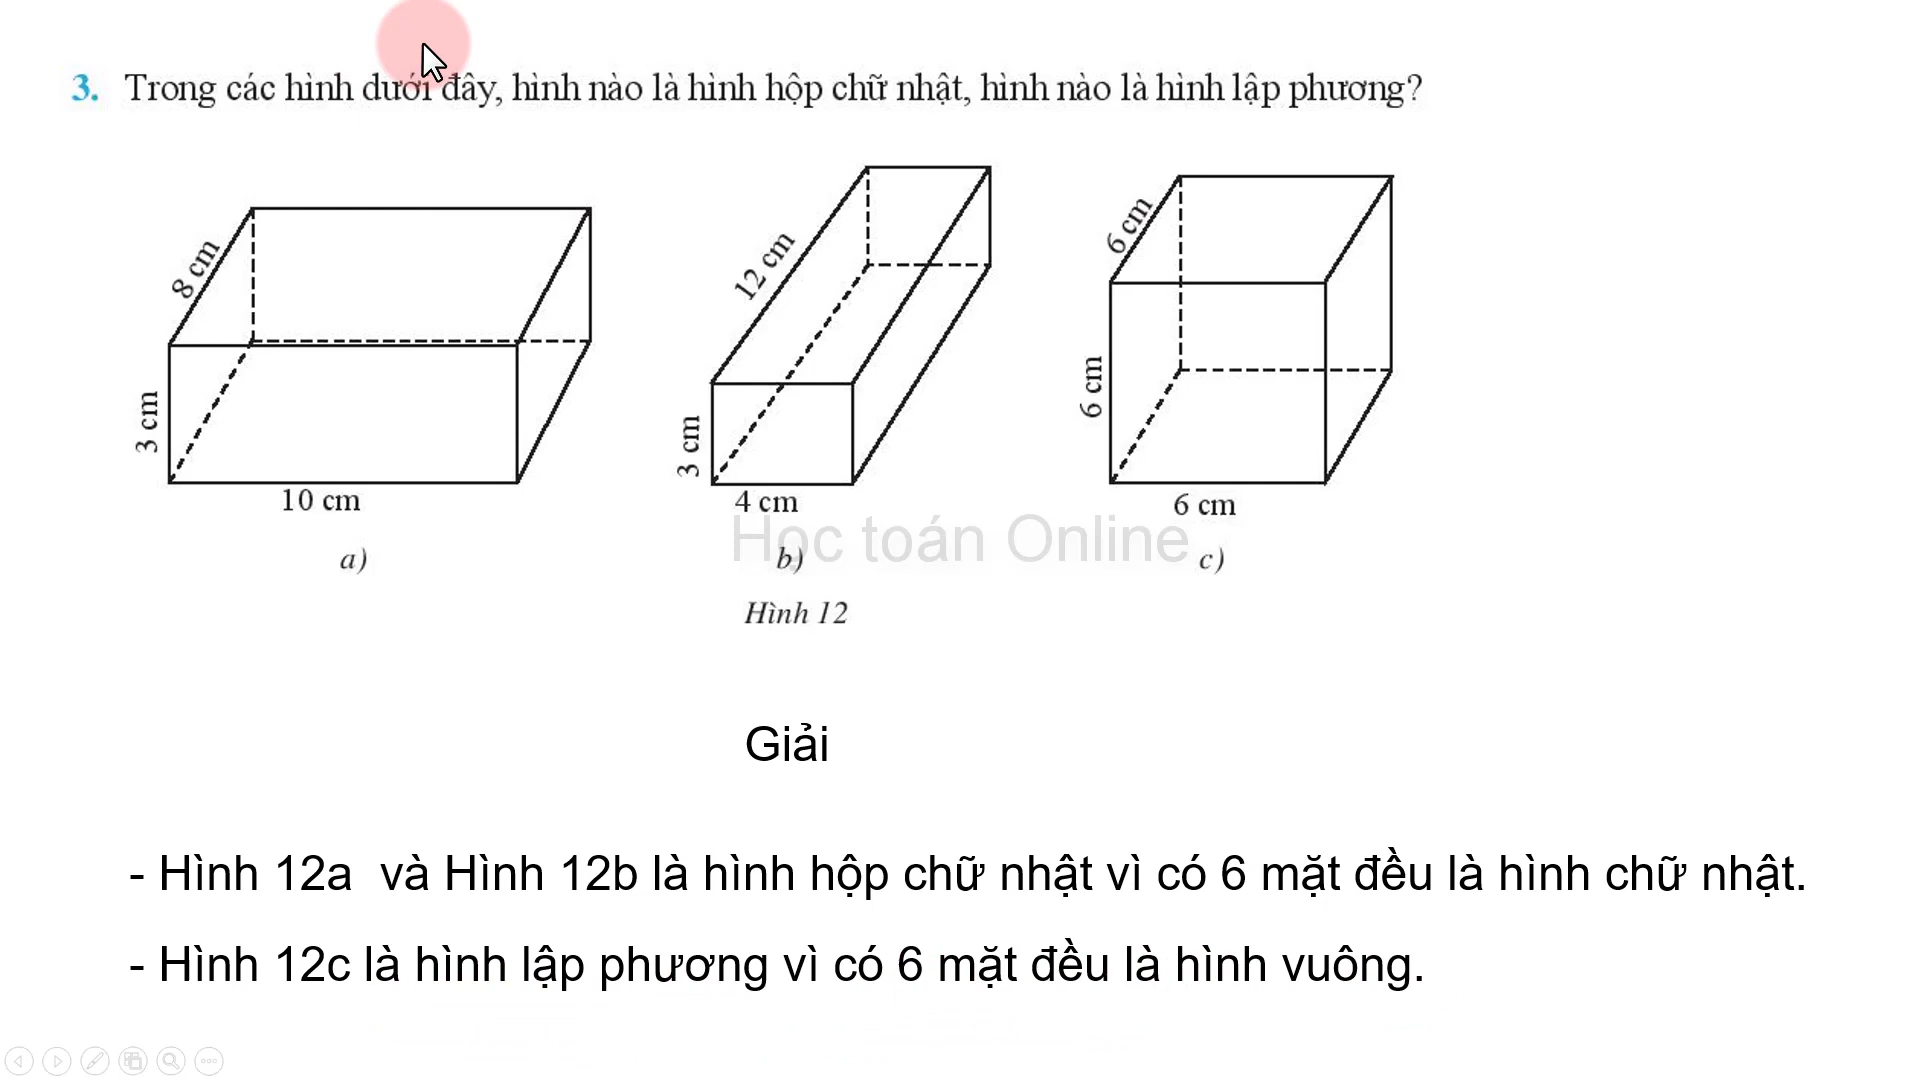 3. Trong các hình dưới đây, hình nào là hình hộp chữ nhật, hình nào là hình lập phương?
8 cm
3 cm
10 cm
a)
12 cm
3 cm
4 cm
b)
6 cm
6 cm
6 cm
c)
Học toán Online
Hình 12
Giải
- Hình 12a và Hình 12b là hình hộp chữ nhật vì có 6 mặt đều là hình chữ nhật.
- Hình 12c là hình lập phương vì có 6 mặt đều là hình vuông.